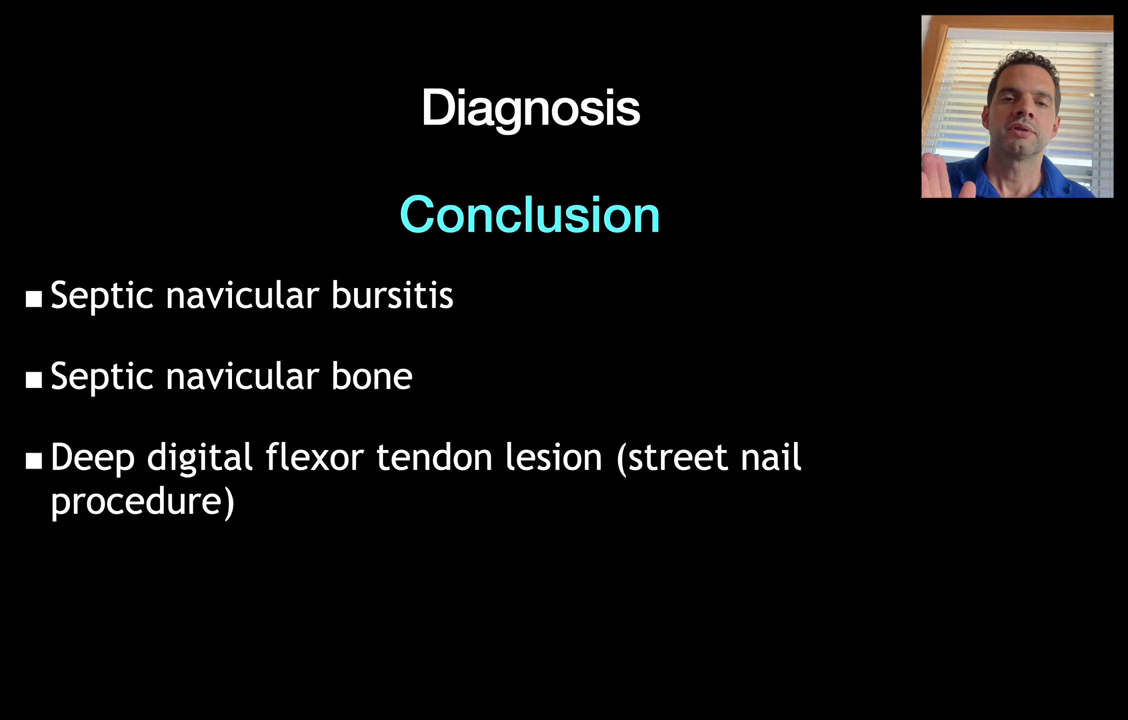 Diagnosis
Conclusion
▪ Septic navicular bursitis
▪ Septic navicular bone
▪ Deep digital flexor tendon lesion (street nail
procedure)